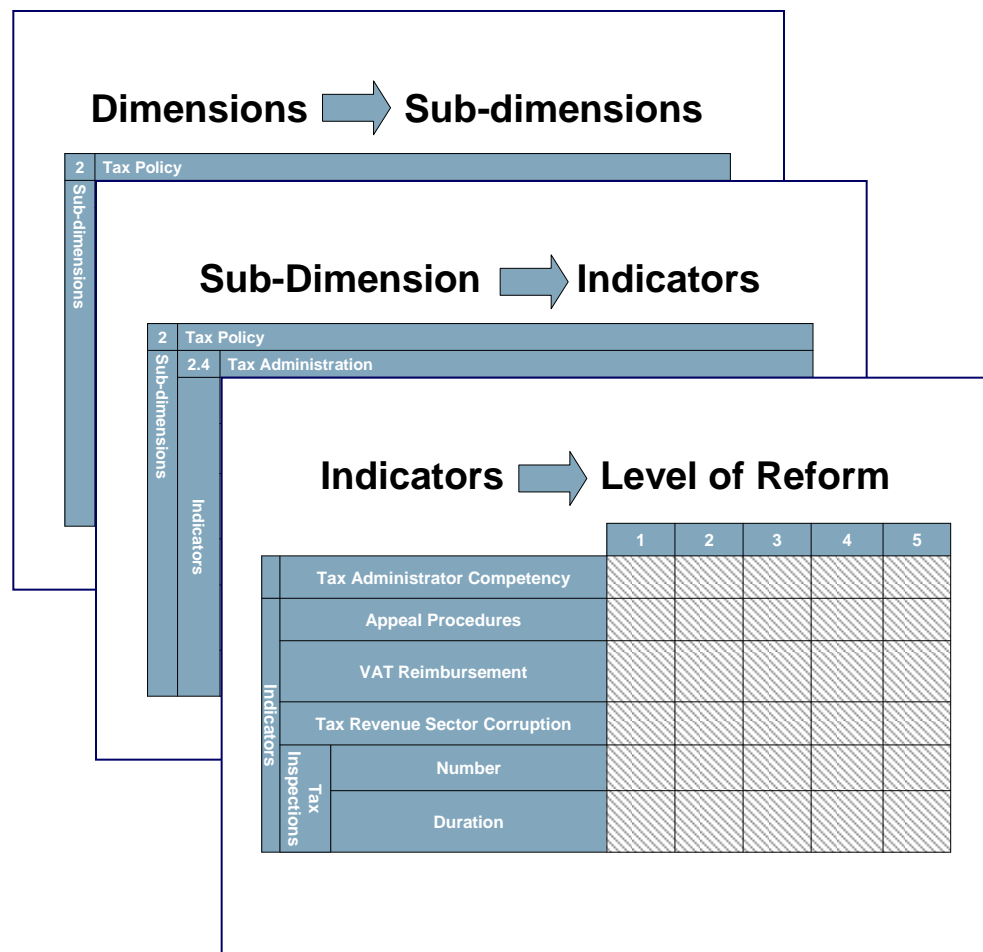 Dimensions Sub-dimensions
2 Tax Policy
Sub-dimensions
Sub-Dimension Indicators
2 Tax Policy
Sub-dimensions
2.4 Tax Administration
Indicators
Indicators Level of Reform
1 2 3 4 5
Indicators
Tax Administrator Competency
Appeal Procedures
VAT Reimbursement
Tax Revenue Sector Corruption
Tax
Inspections
Number
Duration